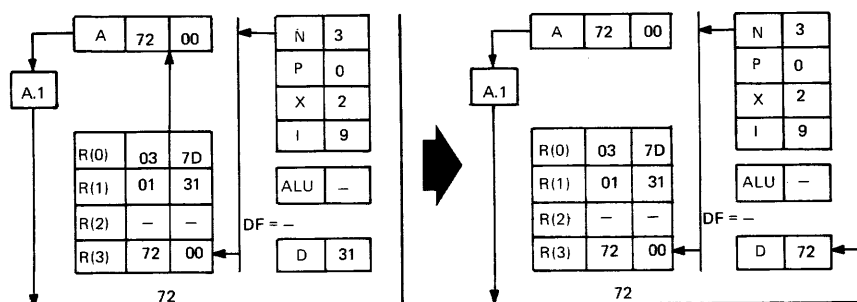 A 72 00
A.1
N 3
P 0
X 2
I 9
R(0) 03 7D
R(1) 01 31
R(2) – –
R(3) 72 00
ALU –
DF = –
D 31
72
A 72 00
A.1
N 3
P 0
X 2
I 9
R(0) 03 7D
R(1) 01 31
R(2) – –
R(3) 72 00
ALU –
DF = –
D 72
72